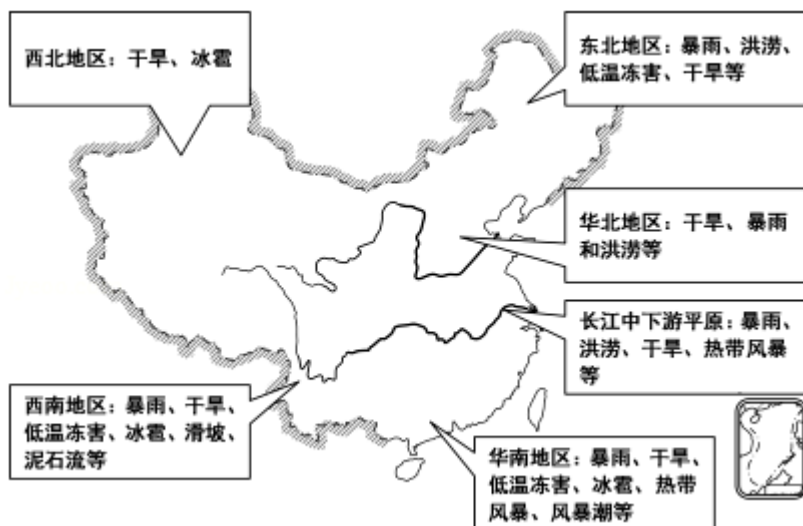 西北地区：干旱、冰雹
东北地区：暴雨、洪涝、
低温冻害、干旱等
华北地区：干旱、暴雨
和洪涝等
长江中下游平原：暴雨、
洪涝、干旱、热带风暴
等
西南地区：暴雨、干旱、
低温冻害、冰雹、滑坡、
泥石流等
华南地区：暴雨、干旱、
低温冻害、冰雹、热带
风暴、风暴潮等